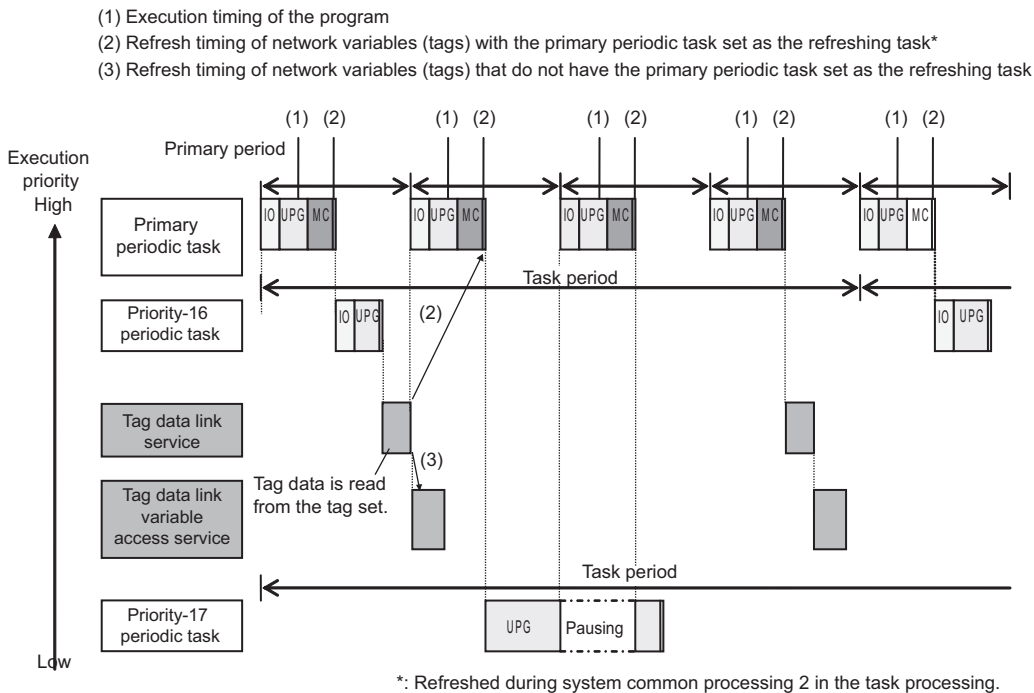 (1) Execution timing of the program
(2) Refresh timing of network variables (tags) with the primary periodic task set as the refreshing task*
(3) Refresh timing of network variables (tags) that do not have the primary periodic task set as the refreshing task
(1) (2) (1) (2) (1) (2) (1) (2) (1) (2)
Execution
priority
High
Primary period
Primary
periodic task
IO UPG MC IO UPG MC IO UPG MC IO UPG MC IO UPG MC
Task period
Priority-16
periodic task
IO UPG
(2)
IO UPG
Tag data link
service
(3)
Tag data is read
from the tag set.
Tag data link
variable
access service
Task period
Priority-17
periodic task
UPG
Pausing
Low
*: Refreshed during system common processing 2 in the task processing.